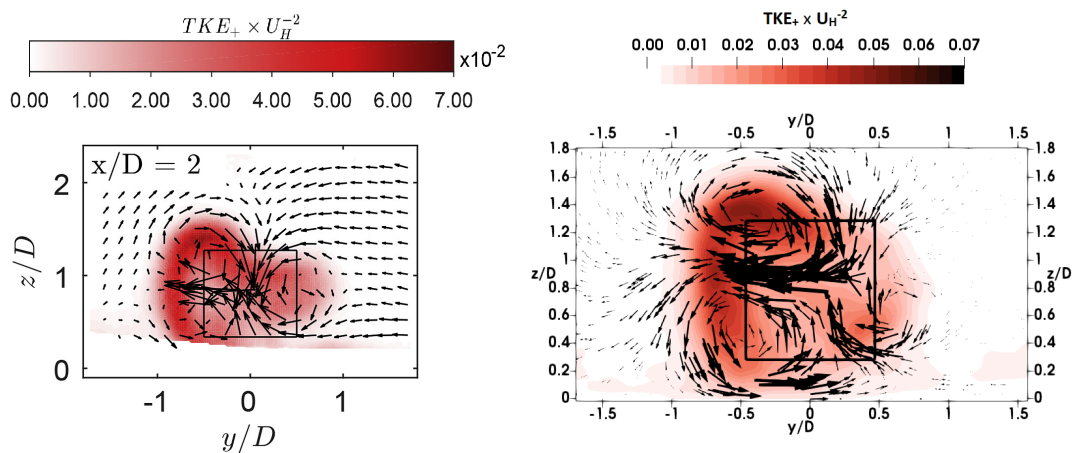 TKE₊ × U_H⁻²
x10⁻²
0.00 1.00 2.00 3.00 4.00 5.00 6.00 7.00
x/D = 2
2
1
0
z/D
-1 0 1
y/D
TKE₊ x U_H⁻²
0.00 0.01 0.02 0.03 0.04 0.05 0.06 0.07
y/D
-1.5 -1 -0.5 0 0.5 1 1.5
1.8 1.8
1.6 1.6
1.4 1.4
1.2 1.2
1 1
z/D z/D
0.8 0.8
0.6 0.6
0.4 0.4
0.2 0.2
0 0
-1.5 -1 -0.5 0 0.5 1 1.5
y/D